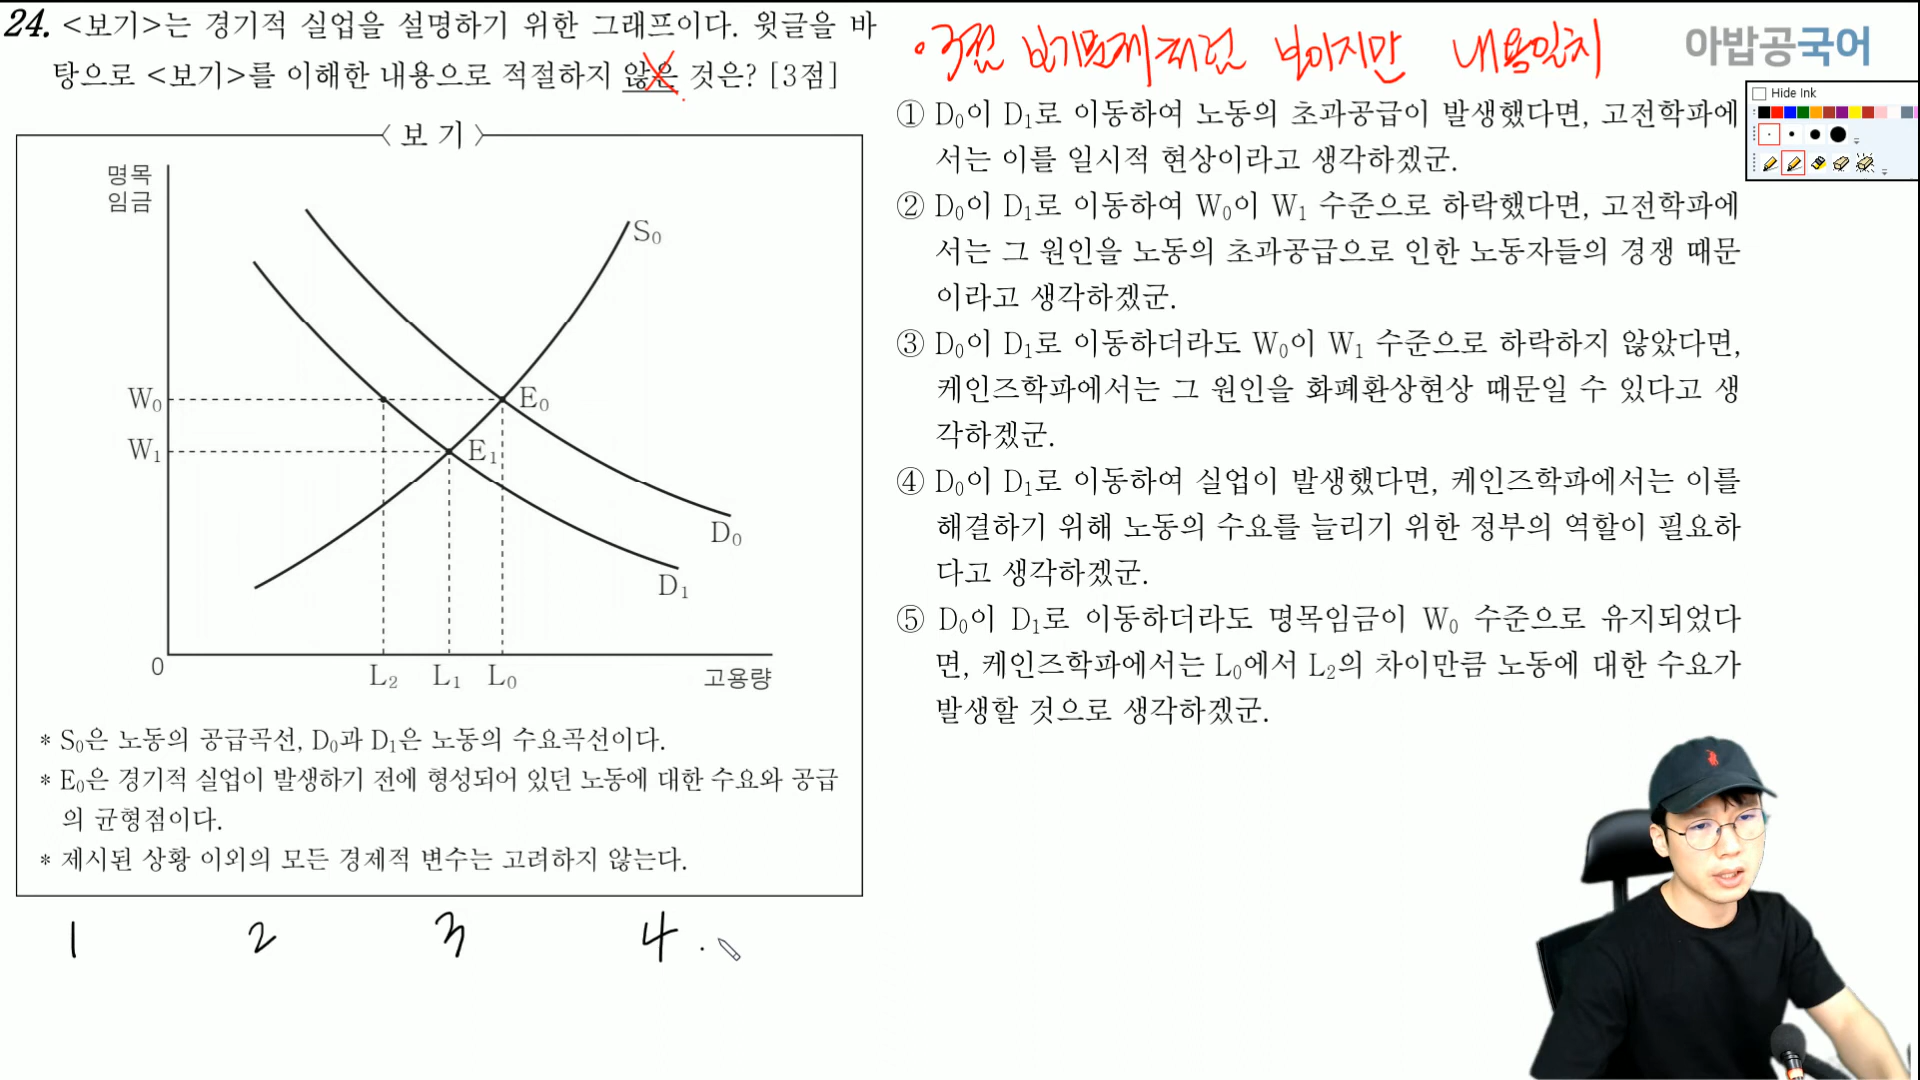 24. <보기>는 경기적 실업을 설명하기 위한 그래프이다. 윗글을 바
탕으로 <보기>를 이해한 내용으로 적절하지 않은 것은? [3점]
〈보 기〉
명목
임금
S₀
W₀
E₀
W₁
E₁
D₀
D₁
0
L₂
L₁
L₀
고용량
* S₀은 노동의 공급곡선, D₀과 D₁은 노동의 수요곡선이다.
* E₀은 경기적 실업이 발생하기 전에 형성되어 있던 노동에 대한 수요와 공급
의 균형점이다.
* 제시된 상황 이외의 모든 경제적 변수는 고려하지 않는다.
1 2 3 4 .
· 3점 보기문제처럼 보이지만 내용일치
아밥공국어
Hide Ink
① D₀이 D₁로 이동하여 노동의 초과공급이 발생했다면, 고전학파에
서는 이를 일시적 현상이라고 생각하겠군.
② D₀이 D₁로 이동하여 W₀이 W₁ 수준으로 하락했다면, 고전학파에
서는 그 원인을 노동의 초과공급으로 인한 노동자들의 경쟁 때문
이라고 생각하겠군.
③ D₀이 D₁로 이동하더라도 W₀이 W₁ 수준으로 하락하지 않았다면,
케인즈학파에서는 그 원인을 화폐환상현상 때문일 수 있다고 생
각하겠군.
④ D₀이 D₁로 이동하여 실업이 발생했다면, 케인즈학파에서는 이를
해결하기 위해 노동의 수요를 늘리기 위한 정부의 역할이 필요하
다고 생각하겠군.
⑤ D₀이 D₁로 이동하더라도 명목임금이 W₀ 수준으로 유지되었다
면, 케인즈학파에서는 L₀에서 L₂의 차이만큼 노동에 대한 수요가
발생할 것으로 생각하겠군.